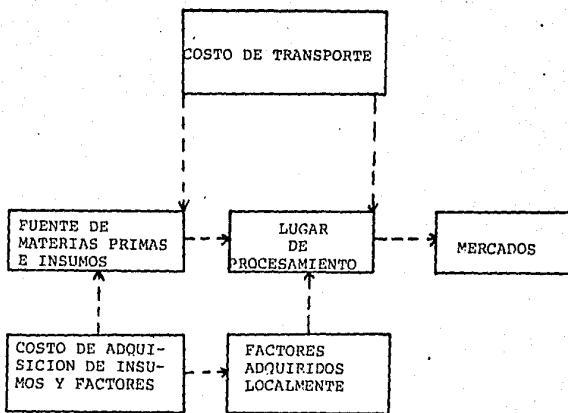 COSTO DE TRANSPORTE
FUENTE DE
MATERIAS PRIMAS
E INSUMOS
LUGAR
DE
PROCESAMIENTO
MERCADOS
COSTO DE ADQUI-
SICION DE INSU-
MOS Y FACTORES
FACTORES
ADQUIRIDOS
LOCALMENTE